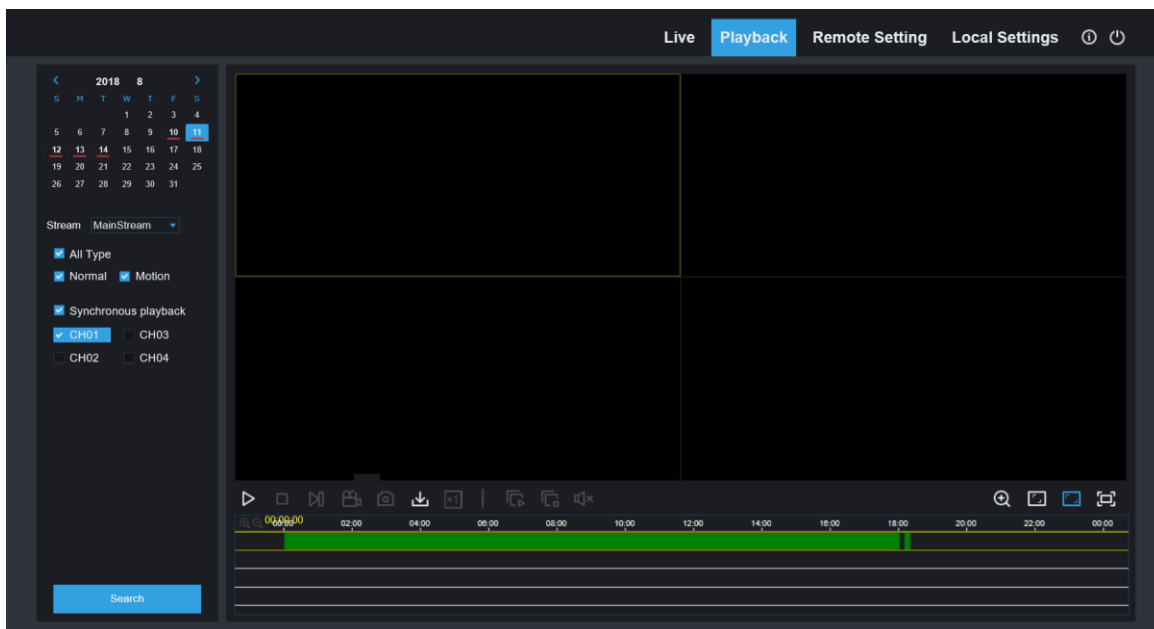 Live Playback Remote Setting Local Settings
2018 8
S M T W T F S
1 2 3 4
5 6 7 8 9 10 11
12 13 14 15 16 17 18
19 20 21 22 23 24 25
26 27 28 29 30 31
Stream MainStream
All Type
Normal Motion
Synchronous playback
CH01 CH03
CH02 CH04
Search
×1
00:00:00
00:00 02:00 04:00 06:00 08:00 10:00 12:00 14:00 16:00 18:00 20:00 22:00 00:00